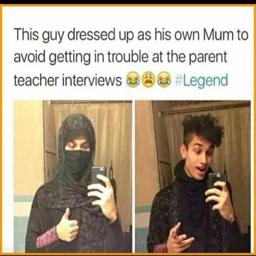 This guy dressed up as his own Mum to
avoid getting in trouble at the parent
teacher interviews 😂😩😂 #Legend